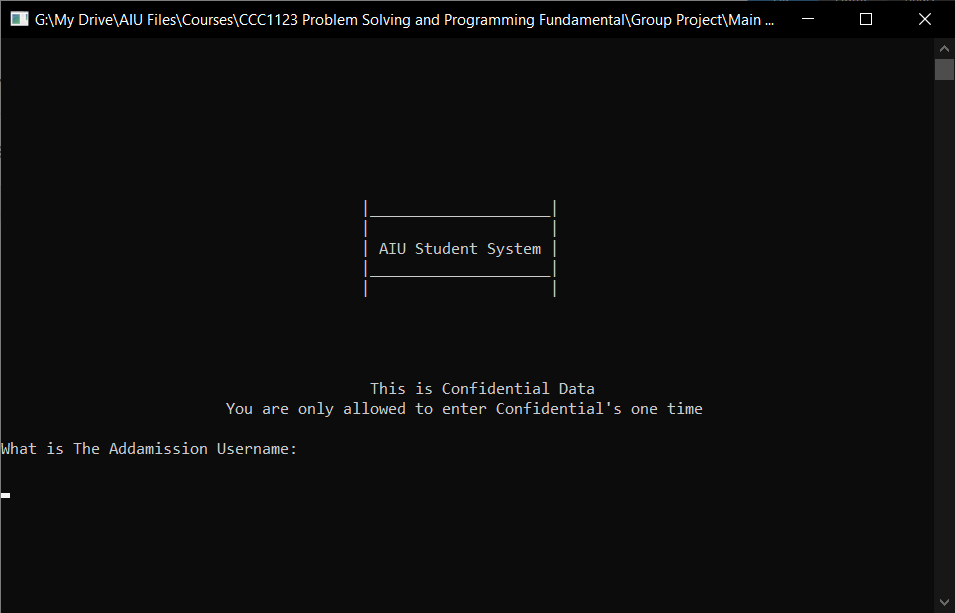 G:\My Drive\AIU Files\Courses\CCC1123 Problem Solving and Programming Fundamental\Group Project\Main ...
|____________________|
|                    |
| AIU Student System |
|____________________|
|                    |
This is Confidential Data
You are only allowed to enter Confidential's one time
What is The Addamission Username: